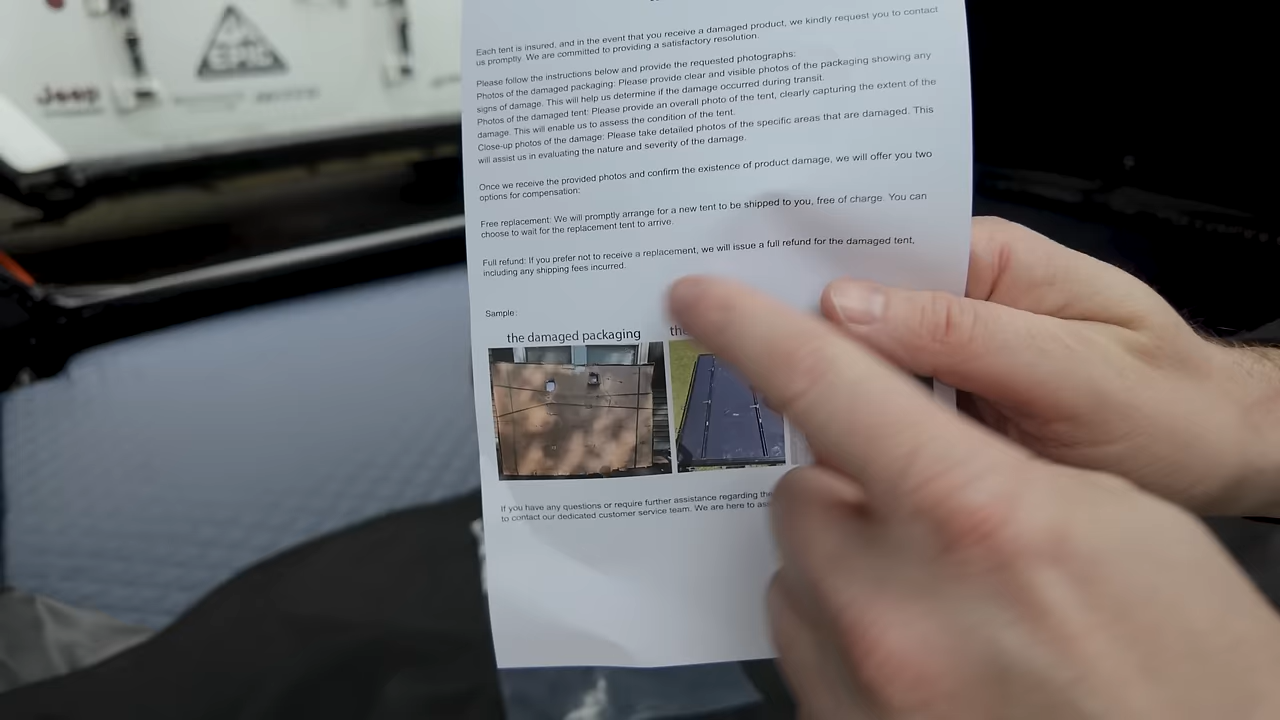 4X
EPIC
Jeep
Each tent is insured, and in the event that you receive a damaged product, we kindly request you to contact
us promptly. We are committed to providing a satisfactory resolution.
Please follow the instructions below and provide the requested photographs:
Photos of the damaged packaging: Please provide clear and visible photos of the packaging showing any
signs of damage. This will help us determine if the damage occurred during transit.
Photos of the damaged tent: Please provide an overall photo of the tent, clearly capturing the extent of the
damage. This will enable us to assess the condition of the tent.
Close-up photos of the damage: Please take detailed photos of the specific areas that are damaged. This
will assist us in evaluating the nature and severity of the damage.
Once we receive the provided photos and confirm the existence of product damage, we will offer you two
options for compensation:
Free replacement: We will promptly arrange for a new tent to be shipped to you, free of charge. You can
choose to wait for the replacement tent to arrive.
Full refund: If you prefer not to receive a replacement, we will issue a full refund for the damaged tent,
including any shipping fees incurred.
Sample:
the damaged packaging
the
If you have any questions or require further assistance regarding the
to contact our dedicated customer service team. We are here to